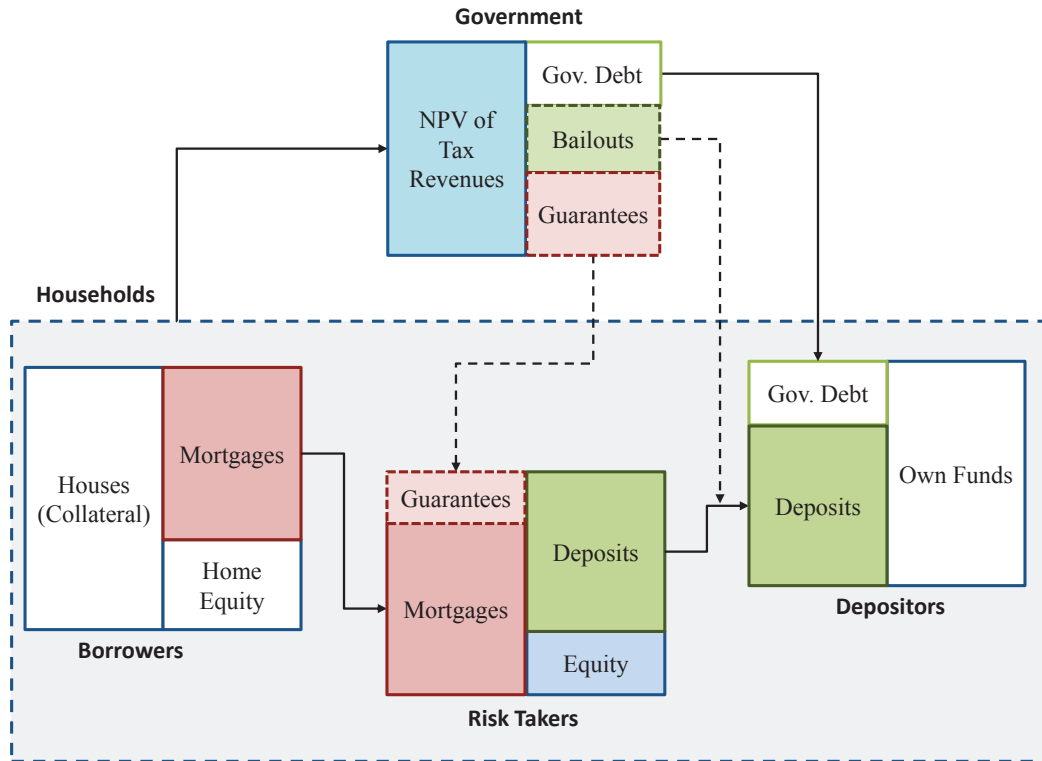 Government
Gov. Debt
NPV of
Tax
Revenues
Bailouts
Guarantees
Households
Houses
(Collateral)
Mortgages
Home
Equity
Borrowers
Guarantees
Mortgages
Deposits
Equity
Risk Takers
Gov. Debt
Deposits
Own Funds
Depositors